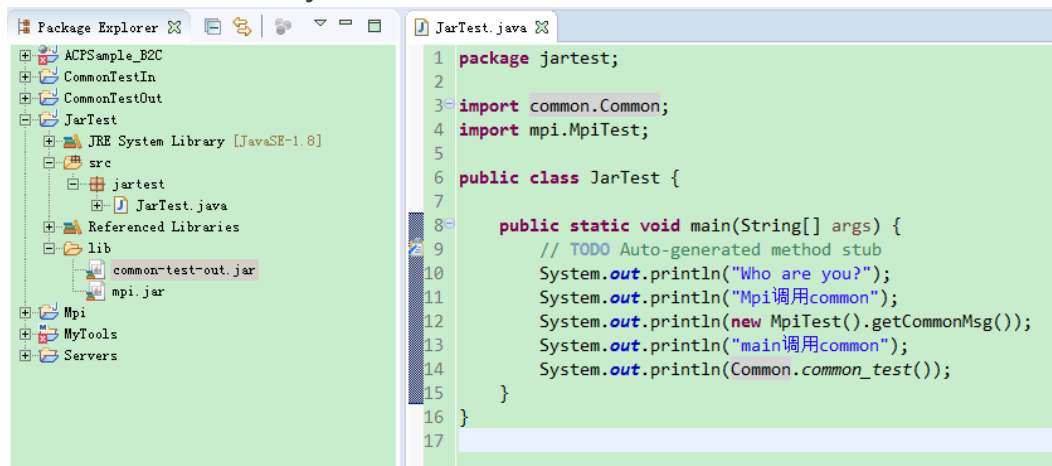 Package Explorer
ACPSample_B2C
CommonTestIn
CommonTestOut
JarTest
JRE System Library [JavaSE-1.8]
src
jartest
JarTest.java
Referenced Libraries
lib
common-test-out.jar
mpi.jar
Mpi
MyTools
Servers
JarTest.java
1 package jartest;
2
3 import common.Common;
4 import mpi.MpiTest;
5
6 public class JarTest {
7
8 public static void main(String[] args) {
9 // TODO Auto-generated method stub
10 System.out.println("Who are you?");
11 System.out.println("Mpi调用common");
12 System.out.println(new MpiTest().getCommonMsg());
13 System.out.println("main调用common");
14 System.out.println(Common.common_test());
15 }
16 }
17